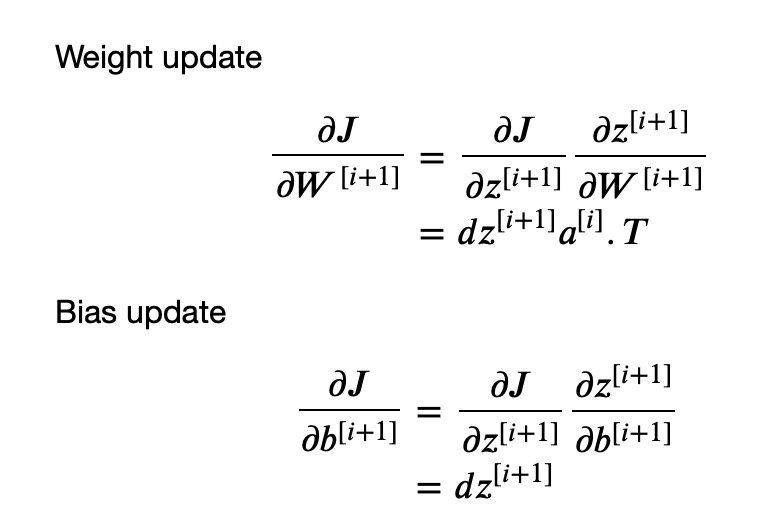 Weight update
∂J/∂W^[i+1] = ∂J/∂z^[i+1] ∂z^[i+1]/∂W^[i+1]
= dz^[i+1] a^[i] . T
Bias update
∂J/∂b^[i+1] = ∂J/∂z^[i+1] ∂z^[i+1]/∂b^[i+1]
= dz^[i+1]